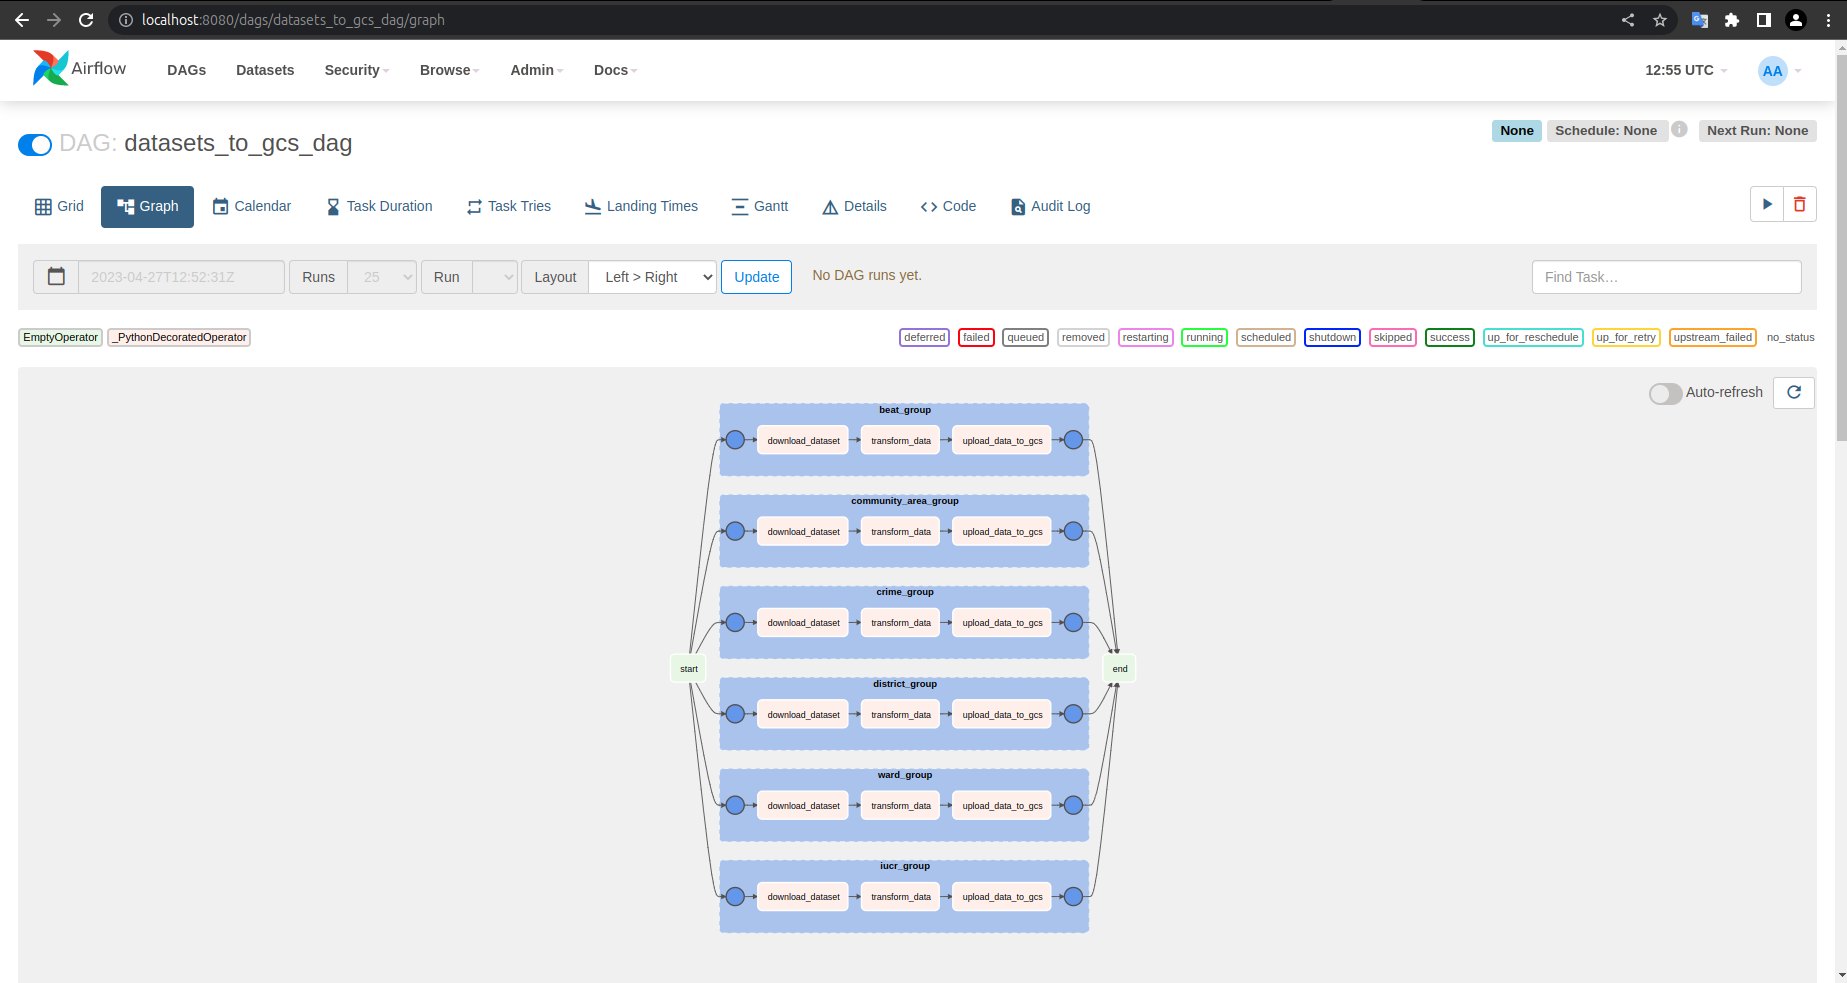 localhost:8080/dags/datasets_to_gcs_dag/graph
Airflow DAGs Datasets Security Browse Admin Docs 12:55 UTC AA
DAG: datasets_to_gcs_dag
None Schedule: None i Next Run: None
Grid Graph Calendar Task Duration Task Tries Landing Times Gantt Details Code Audit Log
2023-04-27T12:52:31Z Runs 25 Run Layout Left > Right Update No DAG runs yet. Find Task…
EmptyOperator _PythonDecoratedOperator deferred failed queued removed restarting running scheduled shutdown skipped success up_for_reschedule up_for_retry upstream_failed no_status
Auto-refresh
beat_group
download_dataset transform_data upload_data_to_gcs
community_area_group
download_dataset transform_data upload_data_to_gcs
crime_group
download_dataset transform_data upload_data_to_gcs
start end
district_group
download_dataset transform_data upload_data_to_gcs
ward_group
download_dataset transform_data upload_data_to_gcs
iucr_group
download_dataset transform_data upload_data_to_gcs